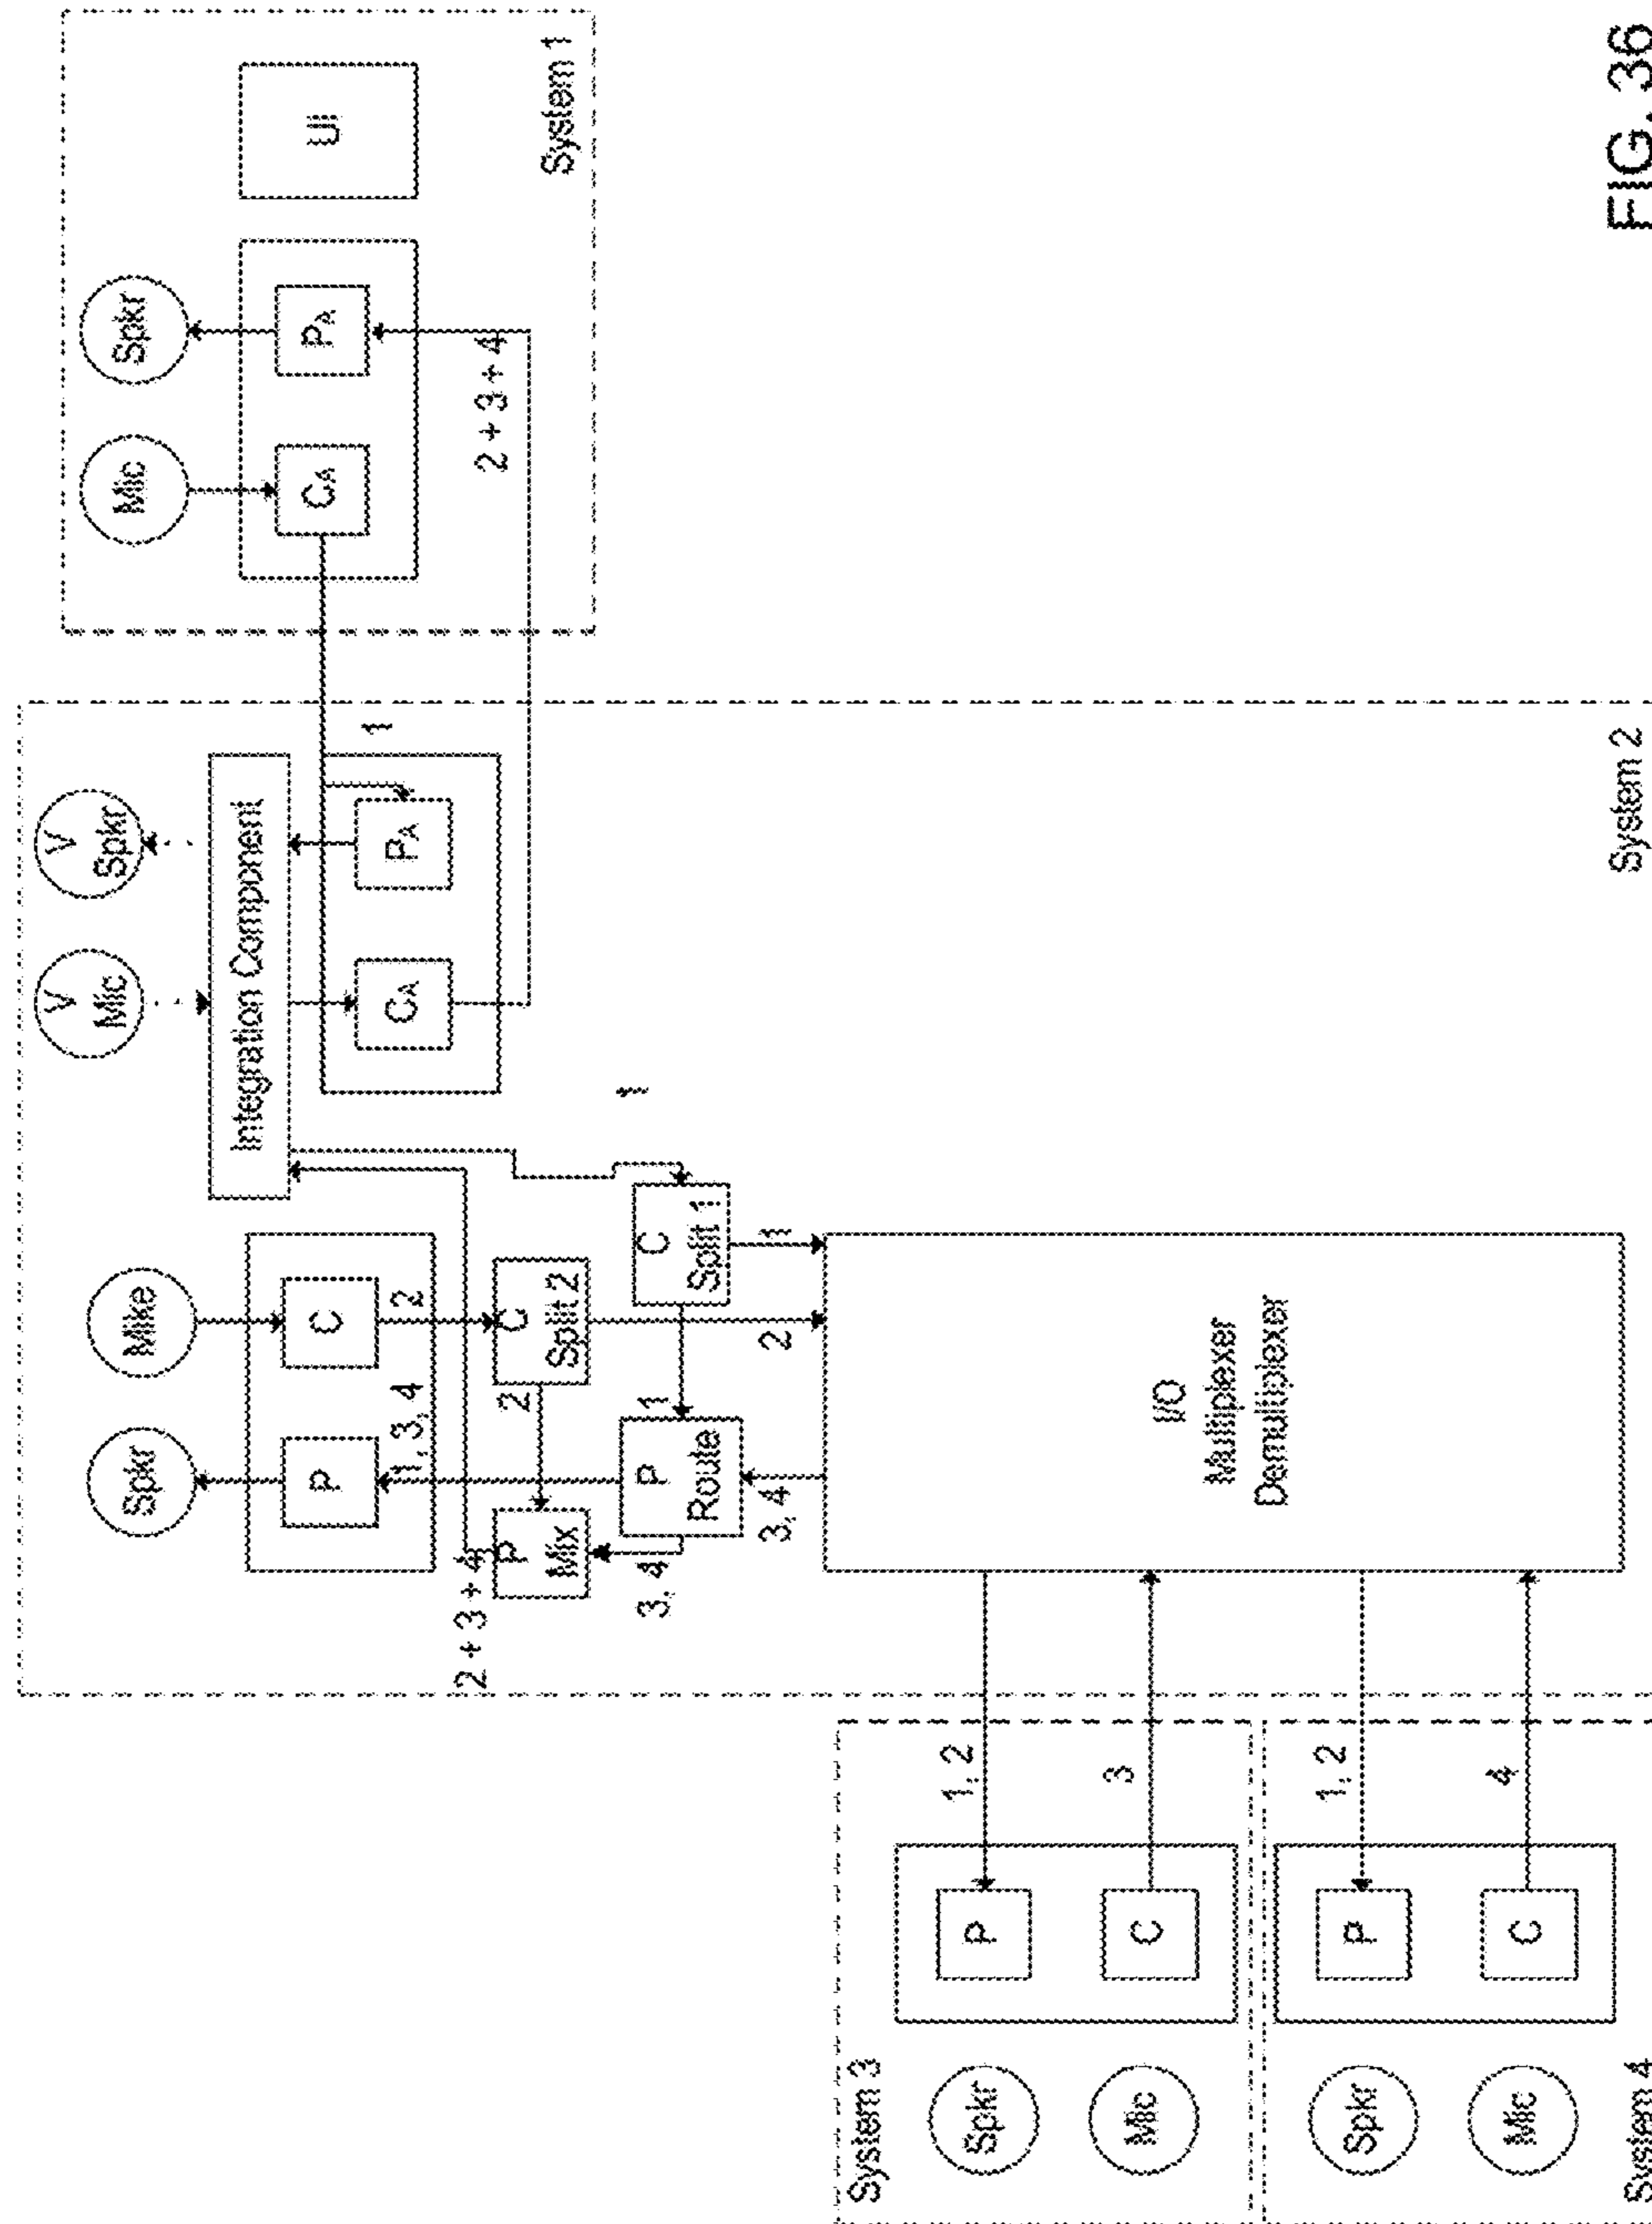 System 3
Spkr
Mic
P
C
1, 2
3
System 4
Spkr
Mic
P
C
1, 2
4
Spkr
Mike
P
C
1, 3, 4
2
2 + 3 + 4
P
Mix
2
C
Split 2
3, 4
P
Route
1
C
Split 1
1
3, 4
2
1
I/O
Multiplexer
Demultiplexer
V
Mic
V
Spkr
Integration Component
CA
PA
1
System 2
Mic
Spkr
CA
PA
UI
2 + 3 + 4
System 1
FIG. 36